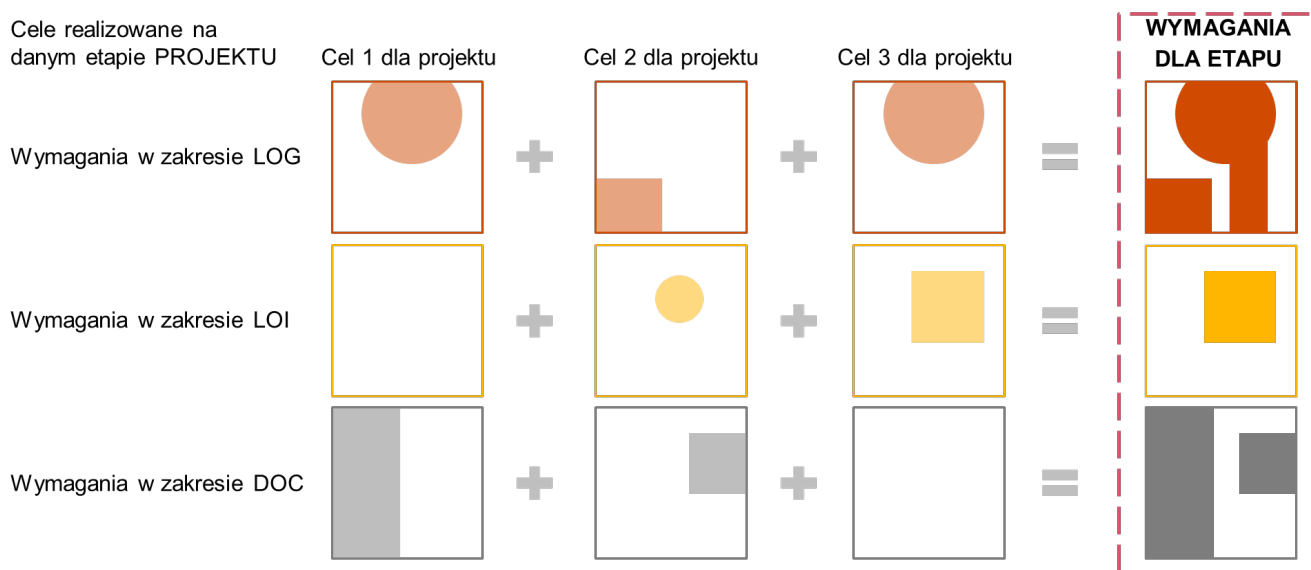 Cele realizowane na
danym etapie PROJEKTU
Cel 1 dla projektu
Cel 2 dla projektu
Cel 3 dla projektu
WYMAGANIA
DLA ETAPU
Wymagania w zakresie LOG
Wymagania w zakresie LOI
Wymagania w zakresie DOC